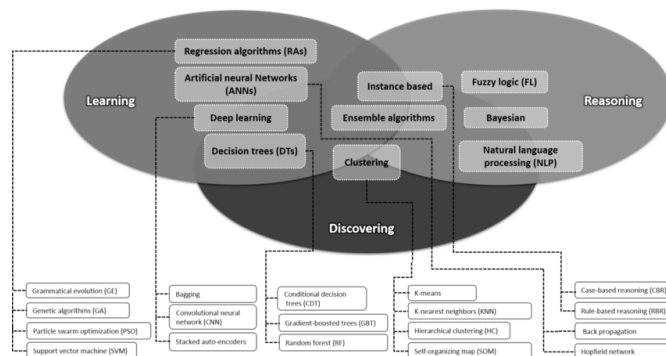 Regression algorithms (RAs)
Artificial neural Networks
(ANNs)
Learning
Deep learning
Decision trees (DTs)
Instance based
Ensemble algorithms
Clustering
Fuzzy logic (FL)
Reasoning
Bayesian
Natural language
processing (NLP)
Discovering
Grammatical evolution (GE)
Genetic algorithms (GA)
Particle swarm optimization (PSO)
Support vector machine (SVM)
Bagging
Convolutional neural
network (CNN)
Stacked auto-encoders
Conditional decision
trees (CDT)
Gradient-boosted trees (GBT)
Random forest (RF)
K-means
K-nearest neighbors (KNN)
Hierarchical clustering (HC)
Self-organizing map (SOM)
Case-based reasoning (CBR)
Rule-based reasoning (RBR)
Back propagation
Hopfield network